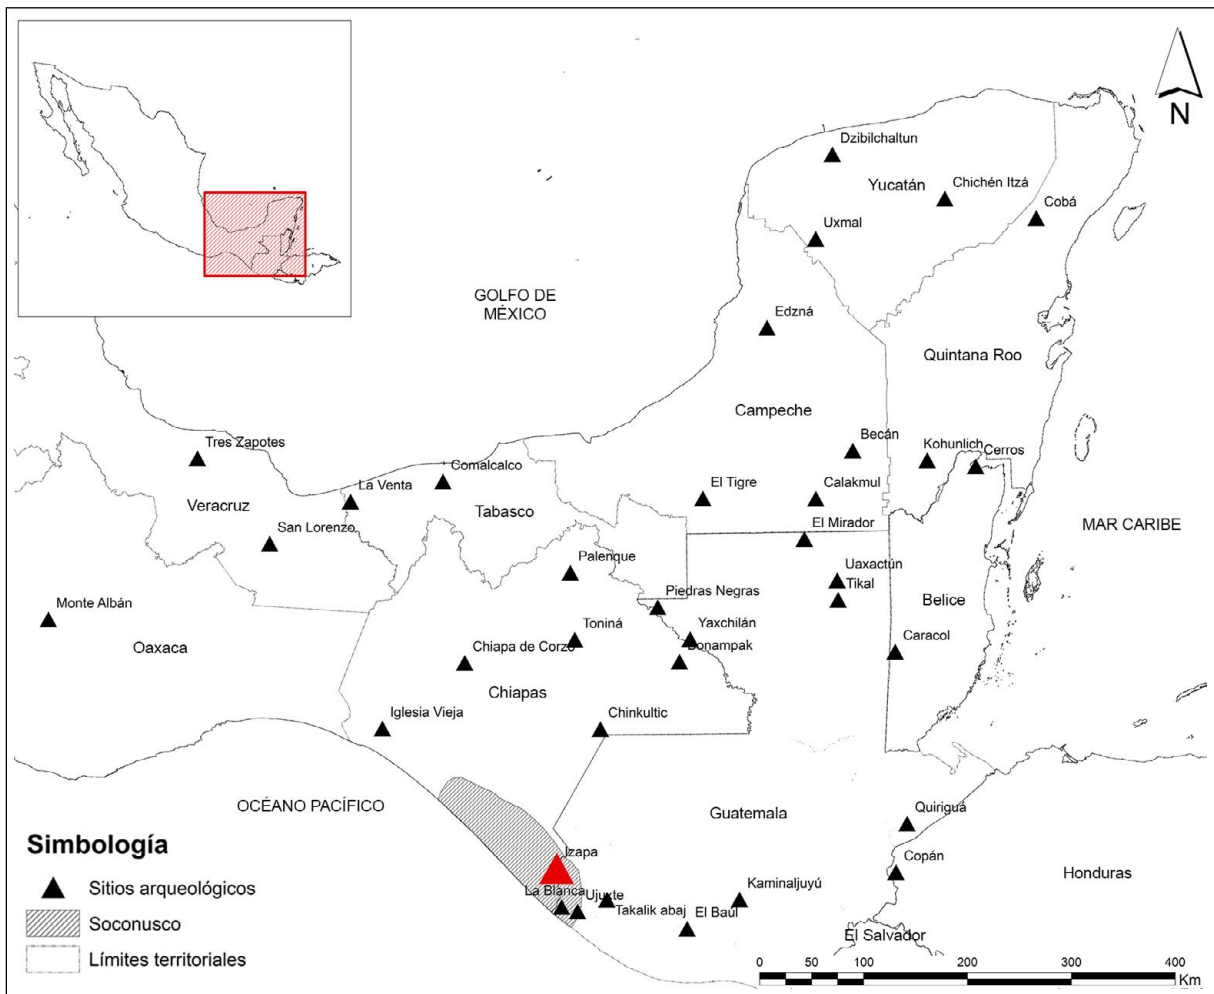 N
Dzibilchaltun
Yucatán
Chichén Itzá
Cobá
Uxmal
GOLFO DE
MÉXICO
Edzná
Quintana Roo
Campeche
Becán
Kohunlich
Cerros
Tres Zapotes
Comalcalco
La Venta
El Tigre
Calakmul
Veracruz
Tabasco
San Lorenzo
El Mirador
MAR CARIBE
Palenque
Uaxactún
Tikal
Piedras Negras
Belice
Monte Albán
Toniná
Yaxchilán
Oaxaca
Chiapa de Corzo
Bonampak
Caracol
Chiapas
Iglesia Vieja
Chinkultic
OCÉANO PACÍFICO
Guatemala
Quiriguá
Izapa
Copán
Honduras
La Blanca
Ujuxte
Kaminaljuyú
Takalik abaj
El Baúl
El Salvador
Simbología
Sitios arqueológicos
Soconusco
Límites territoriales
0 50 100 200 300 400
Km